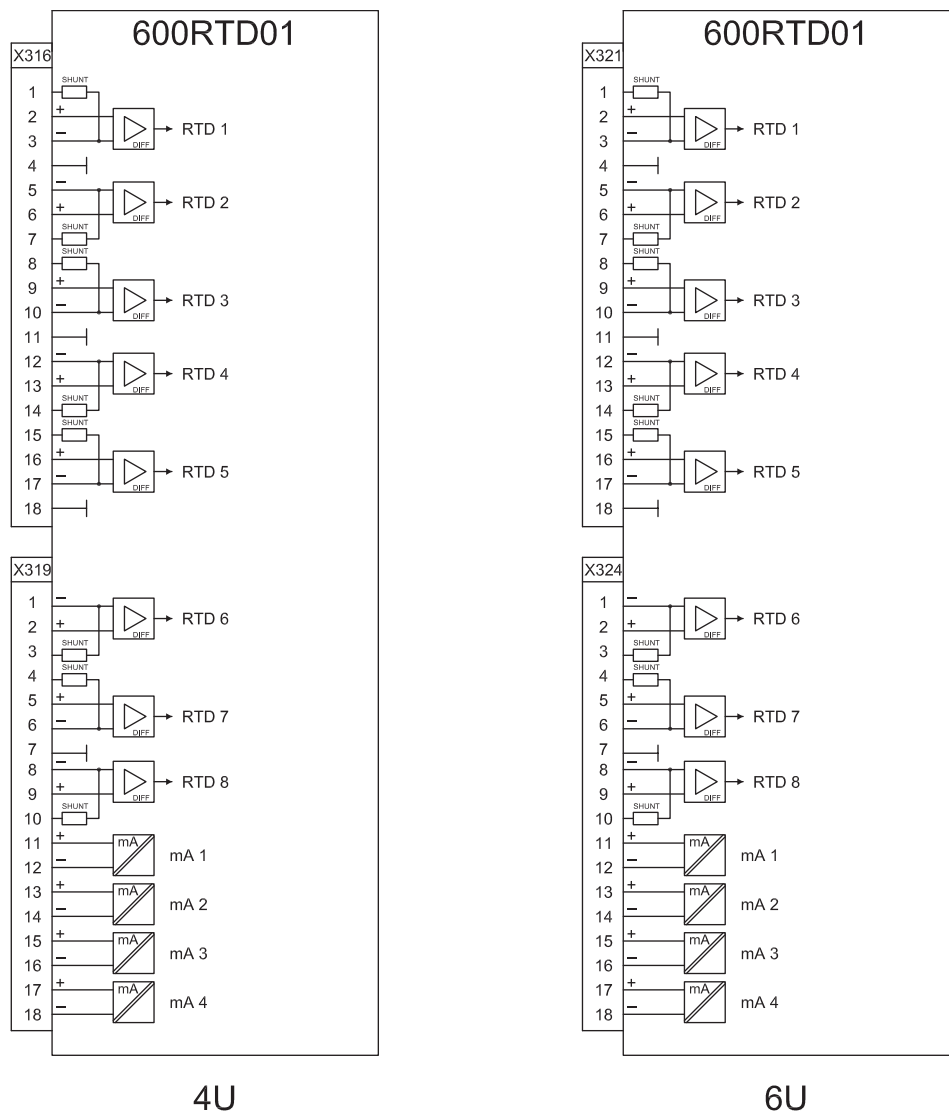 600RTD01
X316
SHUNT
1
+
2
−
3
DIFF
RTD 1
4
−
5
+
6
DIFF
RTD 2
7
SHUNT
SHUNT
8
+
9
−
10
DIFF
RTD 3
11
−
12
+
13
DIFF
RTD 4
SHUNT
14
SHUNT
15
+
16
−
17
DIFF
RTD 5
18
X319
−
1
+
2
DIFF
RTD 6
SHUNT
3
SHUNT
4
+
5
−
6
DIFF
RTD 7
7
−
8
+
9
DIFF
RTD 8
SHUNT
10
+
11
−
12
mA
mA 1
+
13
−
14
mA
mA 2
+
15
−
16
mA
mA 3
+
17
−
18
mA
mA 4
4U
600RTD01
X321
SHUNT
1
+
2
−
3
DIFF
RTD 1
4
−
5
+
6
DIFF
RTD 2
7
SHUNT
SHUNT
8
+
9
−
10
DIFF
RTD 3
11
−
12
+
13
DIFF
RTD 4
SHUNT
14
SHUNT
15
+
16
−
17
DIFF
RTD 5
18
X324
−
1
+
2
DIFF
RTD 6
SHUNT
3
SHUNT
4
+
5
−
6
DIFF
RTD 7
7
−
8
+
9
DIFF
RTD 8
SHUNT
10
+
11
−
12
mA
mA 1
+
13
−
14
mA
mA 2
+
15
−
16
mA
mA 3
+
17
−
18
mA
mA 4
6U